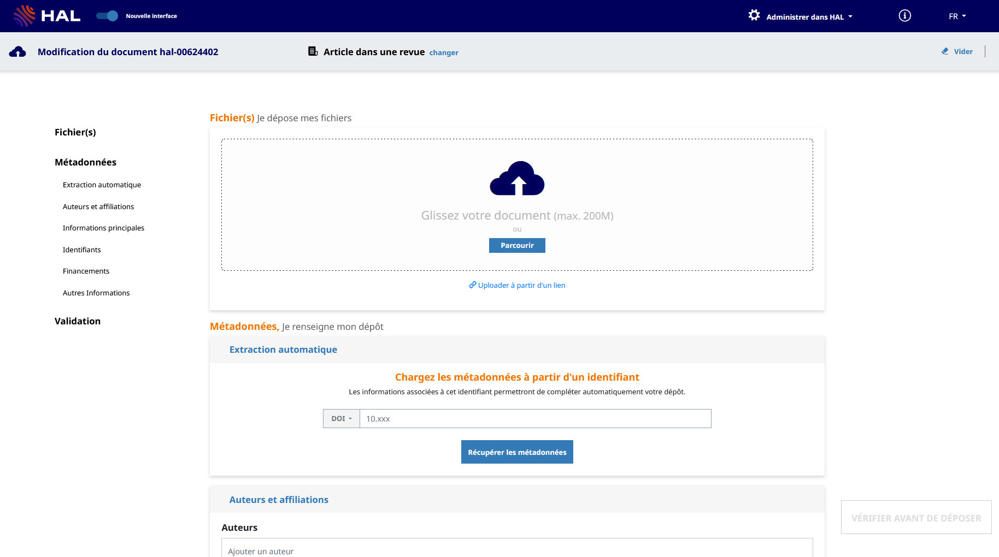 HAL Nouvelle interface Administrer dans HAL FR
Modification du document hal-00624402 Article dans une revue changer Vider
Fichier(s)
Métadonnées
Extraction automatique
Auteurs et affiliations
Informations principales
Identifiants
Financements
Autres Informations
Validation
Fichier(s) Je dépose mes fichiers
Glissez votre document (max. 200M)
ou
Parcourir
Uploader à partir d'un lien
Métadonnées, Je renseigne mon dépôt
Extraction automatique
Chargez les métadonnées à partir d'un identifiant
Les informations associées à cet identifiant permettront de compléter automatiquement votre dépôt.
DOI 10.xxx
Récupérer les métadonnées
Auteurs et affiliations
Auteurs
Ajouter un auteur
VÉRIFIER AVANT DE DÉPOSER